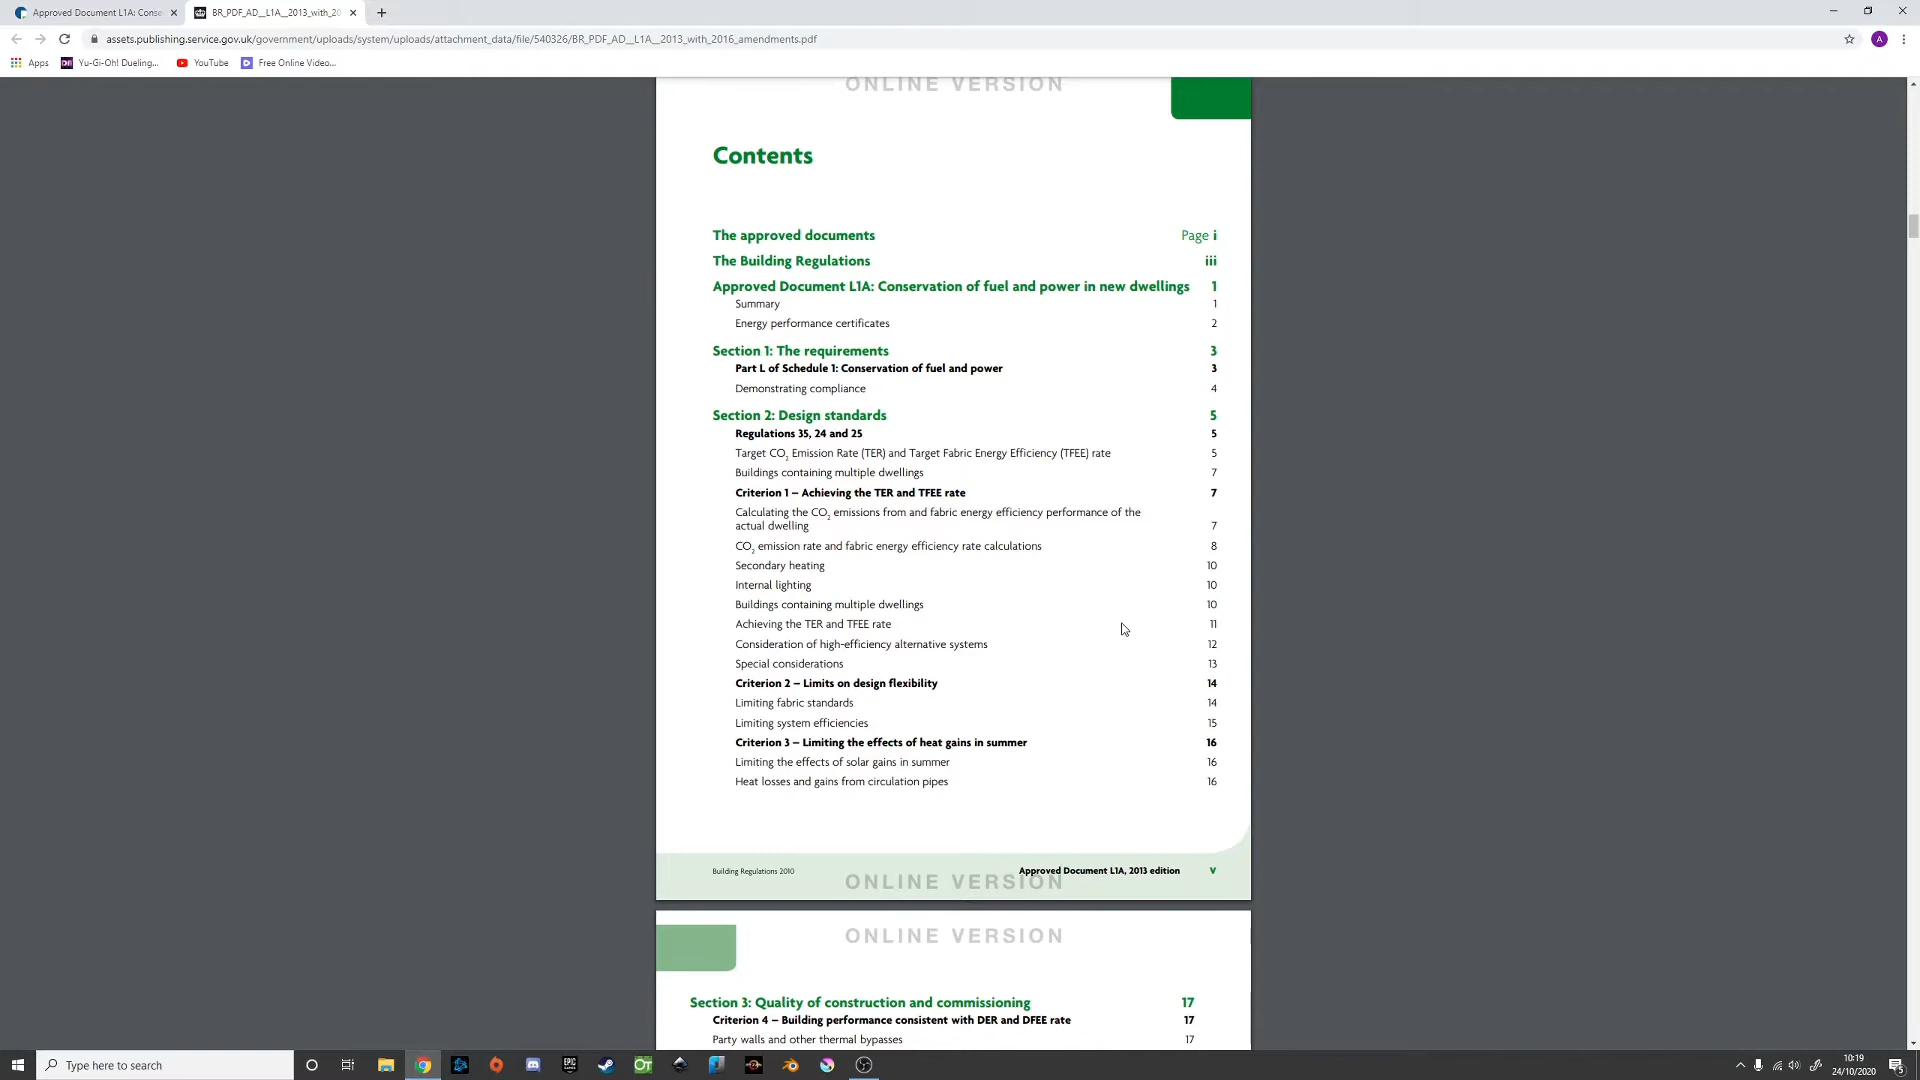 Approved Document L1A: Conse
BR_PDF_AD__L1A__2013_with_20
assets.publishing.service.gov.uk/government/uploads/system/uploads/attachment_data/file/540326/BR_PDF_AD__L1A__2013_with_2016_amendments.pdf
A
Apps
Yu-Gi-Oh! Dueling...
YouTube
Free Online Video...
ONLINE VERSION
Contents
The approved documents Page i
The Building Regulations iii
Approved Document L1A: Conservation of fuel and power in new dwellings 1
Summary 1
Energy performance certificates 2
Section 1: The requirements 3
Part L of Schedule 1: Conservation of fuel and power 3
Demonstrating compliance 4
Section 2: Design standards 5
Regulations 35, 24 and 25 5
Target CO₂ Emission Rate (TER) and Target Fabric Energy Efficiency (TFEE) rate 5
Buildings containing multiple dwellings 7
Criterion 1 – Achieving the TER and TFEE rate 7
Calculating the CO₂ emissions from and fabric energy efficiency performance of the
actual dwelling 7
CO₂ emission rate and fabric energy efficiency rate calculations 8
Secondary heating 10
Internal lighting 10
Buildings containing multiple dwellings 10
Achieving the TER and TFEE rate 11
Consideration of high-efficiency alternative systems 12
Special considerations 13
Criterion 2 – Limits on design flexibility 14
Limiting fabric standards 14
Limiting system efficiencies 15
Criterion 3 – Limiting the effects of heat gains in summer 16
Limiting the effects of solar gains in summer 16
Heat losses and gains from circulation pipes 16
Building Regulations 2010 Approved Document L1A, 2013 edition v
ONLINE VERSION
ONLINE VERSION
Section 3: Quality of construction and commissioning 17
Criterion 4 – Building performance consistent with DER and DFEE rate 17
Party walls and other thermal bypasses 17
Type here to search
EPIC GAMES
OT
10:19
24/10/2020
5